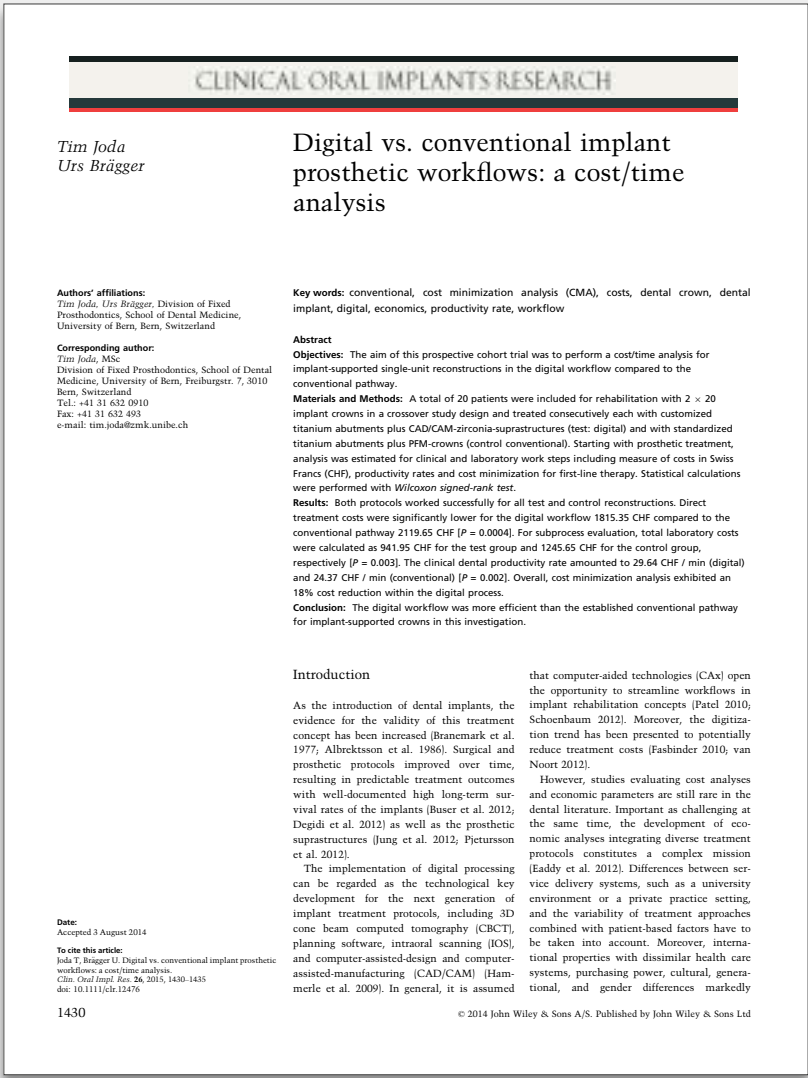 CLINICAL ORAL IMPLANTS RESEARCH
Tim Joda
Urs Brägger
Digital vs. conventional implant
prosthetic workflows: a cost/time
analysis
Authors' affiliations:
Tim Joda, Urs Brägger, Division of Fixed
Prosthodontics, School of Dental Medicine,
University of Bern, Bern, Switzerland
Corresponding author:
Tim Joda, MSc
Division of Fixed Prosthodontics, School of Dental
Medicine, University of Bern, Freiburgstr. 7, 3010
Bern, Switzerland
Tel.: +41 31 632 0910
Fax: +41 31 632 493
e-mail: tim.joda@zmk.unibe.ch
Key words: conventional, cost minimization analysis (CMA), costs, dental crown, dental
implant, digital, economics, productivity rate, workflow
Abstract
Objectives: The aim of this prospective cohort trial was to perform a cost/time analysis for
implant-supported single-unit reconstructions in the digital workflow compared to the
conventional pathway.
Materials and Methods: A total of 20 patients were included for rehabilitation with 2 × 20
implant crowns in a crossover study design and treated consecutively each with customized
titanium abutments plus CAD/CAM-zirconia-suprastructures (test: digital) and with standardized
titanium abutments plus PFM-crowns (control conventional). Starting with prosthetic treatment,
analysis was estimated for clinical and laboratory work steps including measure of costs in Swiss
Francs (CHF), productivity rates and cost minimization for first-line therapy. Statistical calculations
were performed with Wilcoxon signed-rank test.
Results: Both protocols worked successfully for all test and control reconstructions. Direct
treatment costs were significantly lower for the digital workflow 1815.35 CHF compared to the
conventional pathway 2119.65 CHF [P = 0.0004]. For subprocess evaluation, total laboratory costs
were calculated as 941.95 CHF for the test group and 1245.65 CHF for the control group,
respectively [P = 0.003]. The clinical dental productivity rate amounted to 29.64 CHF / min (digital)
and 24.37 CHF / min (conventional) [P = 0.002]. Overall, cost minimization analysis exhibited an
18% cost reduction within the digital process.
Conclusion: The digital workflow was more efficient than the established conventional pathway
for implant-supported crowns in this investigation.
Introduction
As the introduction of dental implants, the
evidence for the validity of this treatment
concept has been increased (Branemark et al.
1977; Albrektsson et al. 1986). Surgical and
prosthetic protocols improved over time,
resulting in predictable treatment outcomes
with well-documented high long-term sur-
vival rates of the implants (Buser et al. 2012;
Degidi et al. 2012) as well as the prosthetic
suprastructures (Jung et al. 2012; Pjetursson
et al. 2012).
The implementation of digital processing
can be regarded as the technological key
development for the next generation of
implant treatment protocols, including 3D
cone beam computed tomography (CBCT),
planning software, intraoral scanning (IOS),
and computer-assisted-design and computer-
assisted-manufacturing (CAD/CAM) (Ham-
merle et al. 2009). In general, it is assumed
that computer-aided technologies (CAx) open
the opportunity to streamline workflows in
implant rehabilitation concepts (Patel 2010;
Schoenbaum 2012). Moreover, the digitiza-
tion trend has been presented to potentially
reduce treatment costs (Fasbinder 2010; van
Noort 2012).
However, studies evaluating cost analyses
and economic parameters are still rare in the
dental literature. Important as challenging at
the same time, the development of eco-
nomic analyses integrating diverse treatment
protocols constitutes a complex mission
(Eaddy et al. 2012). Differences between ser-
vice delivery systems, such as a university
environment or a private practice setting,
and the variability of treatment approaches
combined with patient-based factors have to
be taken into account. Moreover, interna-
tional properties with dissimilar health care
systems, purchasing power, cultural, genera-
tional, and gender differences markedly
Date:
Accepted 3 August 2014
To cite this article:
Joda T, Brägger U. Digital vs. conventional implant prosthetic
workflows: a cost/time analysis.
Clin. Oral Impl. Res. 26, 2015, 1430–1435
doi: 10.1111/clr.12476
1430
© 2014 John Wiley & Sons A/S. Published by John Wiley & Sons Ltd